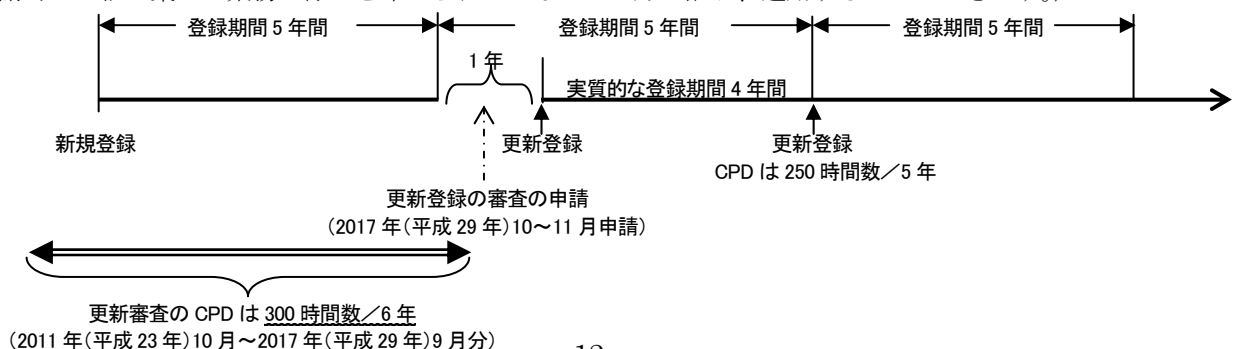 登録期間 5 年間 登録期間 5 年間 登録期間 5 年間
1 年
実質的な登録期間 4 年間
新規登録 更新登録 更新登録
CPD は 250 時間数／5 年
更新登録の審査の申請
（2017 年（平成 29 年）10～11 月申請）
更新審査の CPD は 300 時間数／6 年
（2011 年（平成 23 年）10 月～2017 年（平成 29 年）9 月分）